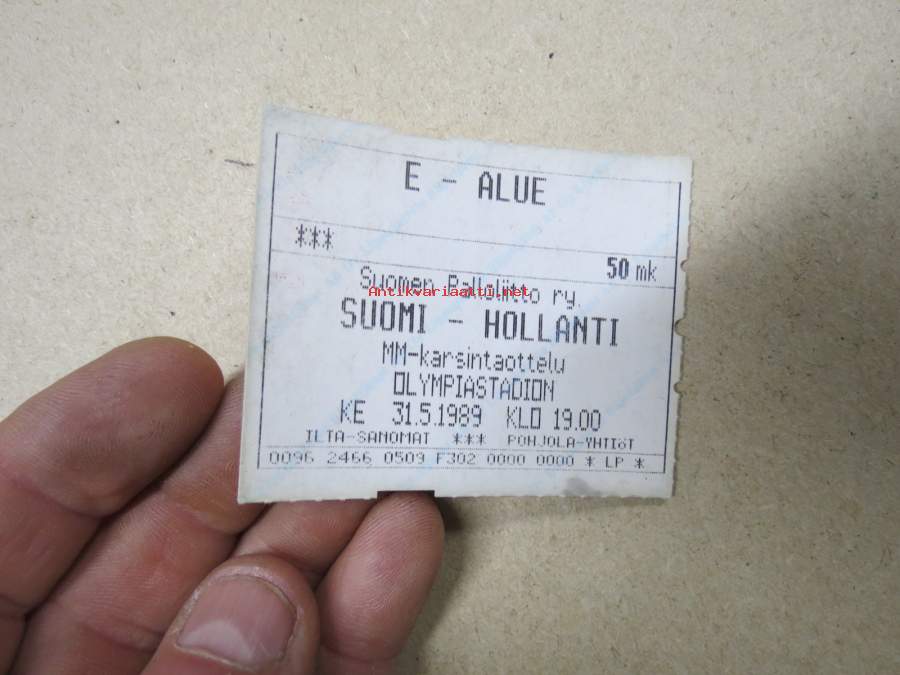 E - ALUE
***
50 mk
Suomen Palloliitto ry.
Antikvariaatti.net
SUOMI - HOLLANTI
MM-karsintaottelu
OLYMPIASTADION
KE 31.5.1989 KLO 19.00
ILTA-SANOMAT *** POHJOLA-YHTIÖT
0096 2466 0509 F302 0000 0000 * LP *